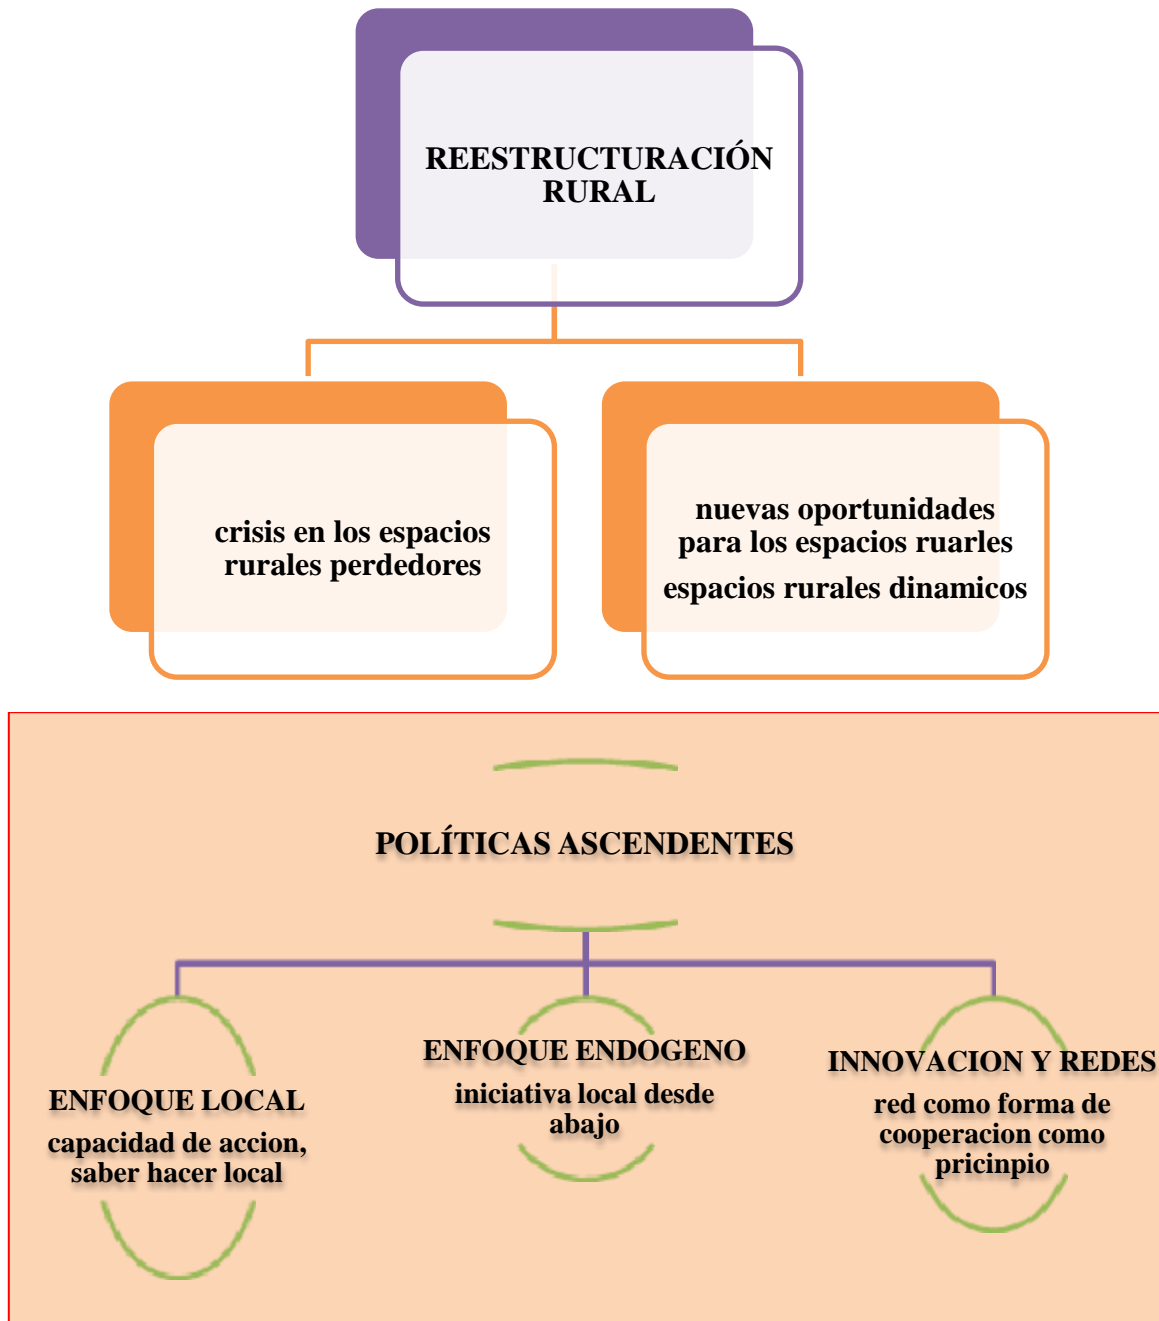 REESTRUCTURACIÓN
RURAL
crisis en los espacios
rurales perdedores
nuevas oportunidades
para los espacios ruarles
espacios rurales dinamicos
POLÍTICAS ASCENDENTES
ENFOQUE LOCAL
capacidad de accion,
saber hacer local
ENFOQUE ENDOGENO
iniciativa local desde
abajo
INNOVACION Y REDES
red como forma de
cooperacion como
pricinpio